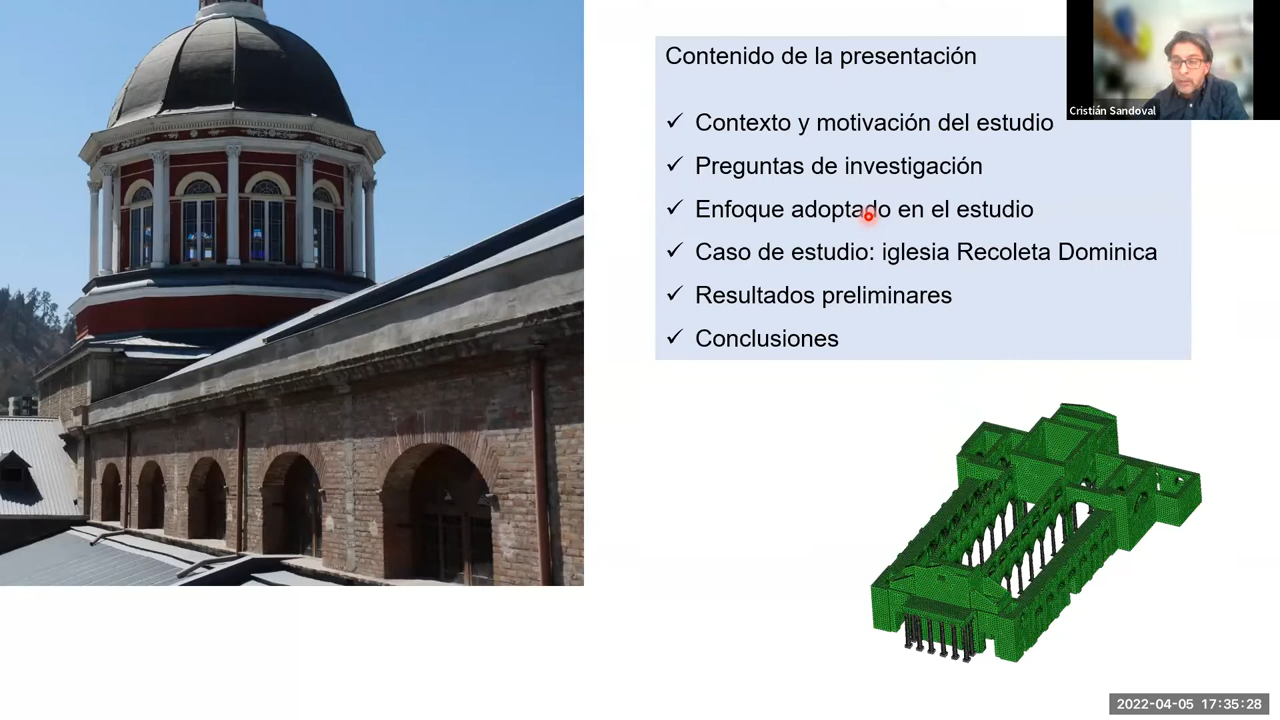 Contenido de la presentación
Cristián Sandoval
✓ Contexto y motivación del estudio
✓ Preguntas de investigación
✓ Enfoque adoptado en el estudio
✓ Caso de estudio: iglesia Recoleta Dominica
✓ Resultados preliminares
✓ Conclusiones
2022-04-05 17:35:28